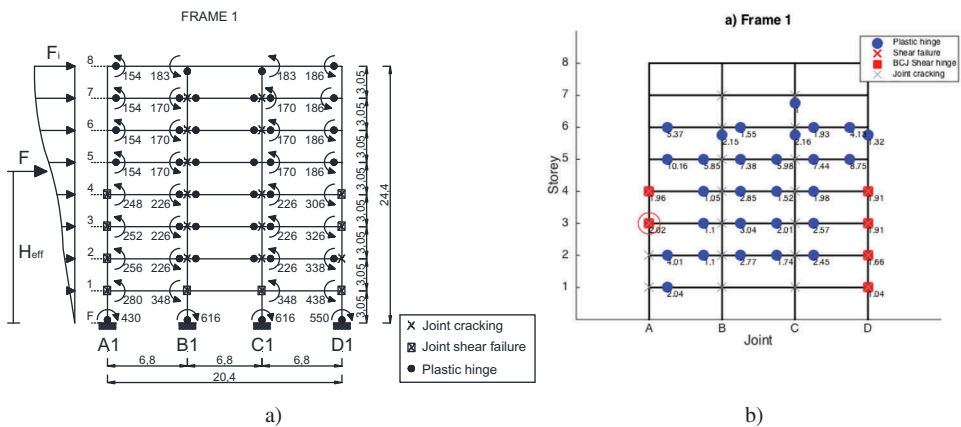 FRAME 1
F i
8
154 183 183 186
7
154 170 170 186
6
154 170 170 186
F
5
154 170 170 186
4
248 226 226 306
3
252 226 226 326
H eff
2
256 226 226 338
1
280 348 348 438
F 430 616 616 550
3.05
3.05
3.05
3.05
3.05
3.05
3.05
3.05
24,4
A1 B1 C1 D1
6,8 6,8 6,8
20,4
Joint cracking
Joint shear failure
Plastic hinge
a)
a) Frame 1
Plastic hinge
Shear failure
BCJ Shear hinge
Joint cracking
Storey
8
7
6
5.37 2.15 1.55 2.16 1.93 4.13 1.32
5
10.16 5.85 7.38 5.98 7.44 8.75
4
1.96 1.05 2.85 1.52 1.98 1.91
3
2.02 1.1 3.04 2.01 2.57 1.91
2
4.01 1.1 2.77 1.74 2.45 1.66
1
2.04 1.04
A B C D
Joint
b)